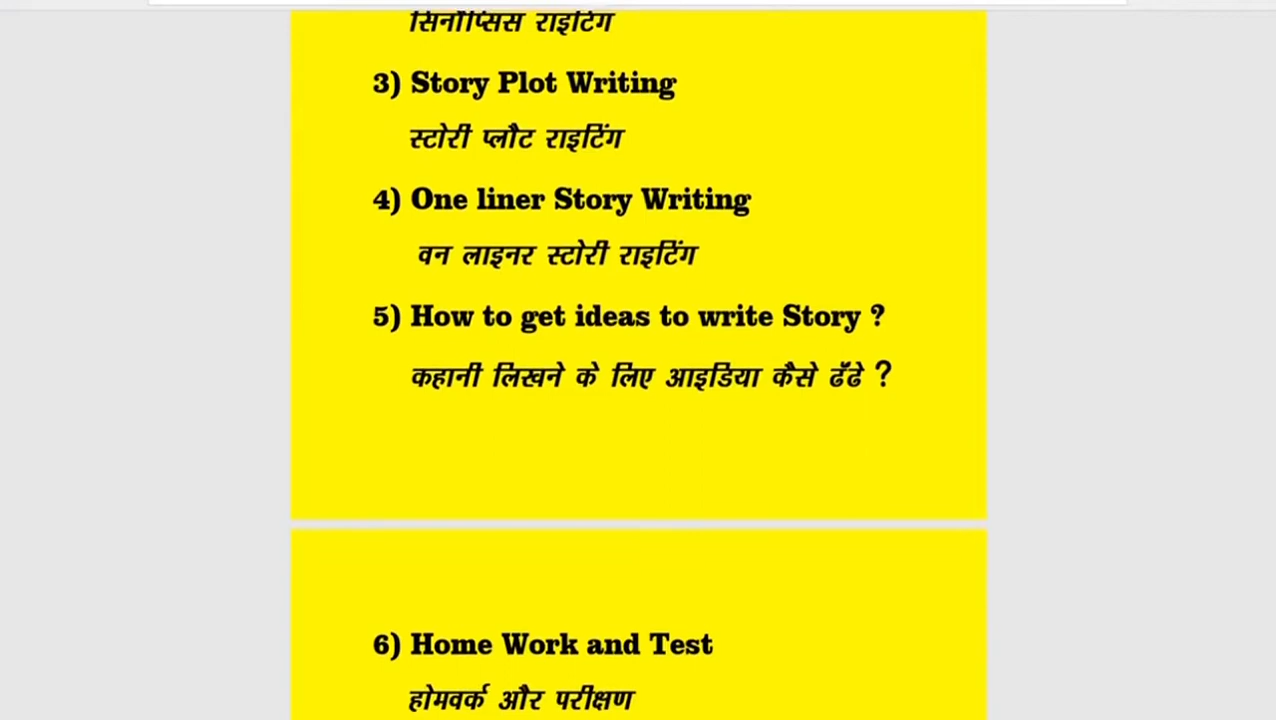 सिनौप्सिस राइटिंग
3) Story Plot Writing
स्टोरी प्लौट राइटिंग
4) One liner Story Writing
वन लाइनर स्टोरी राइटिंग
5) How to get ideas to write Story ?
कहानी लिखने के लिए आइडिया कैसे ढँढे ?
6) Home Work and Test
होमवर्क और परीक्षण